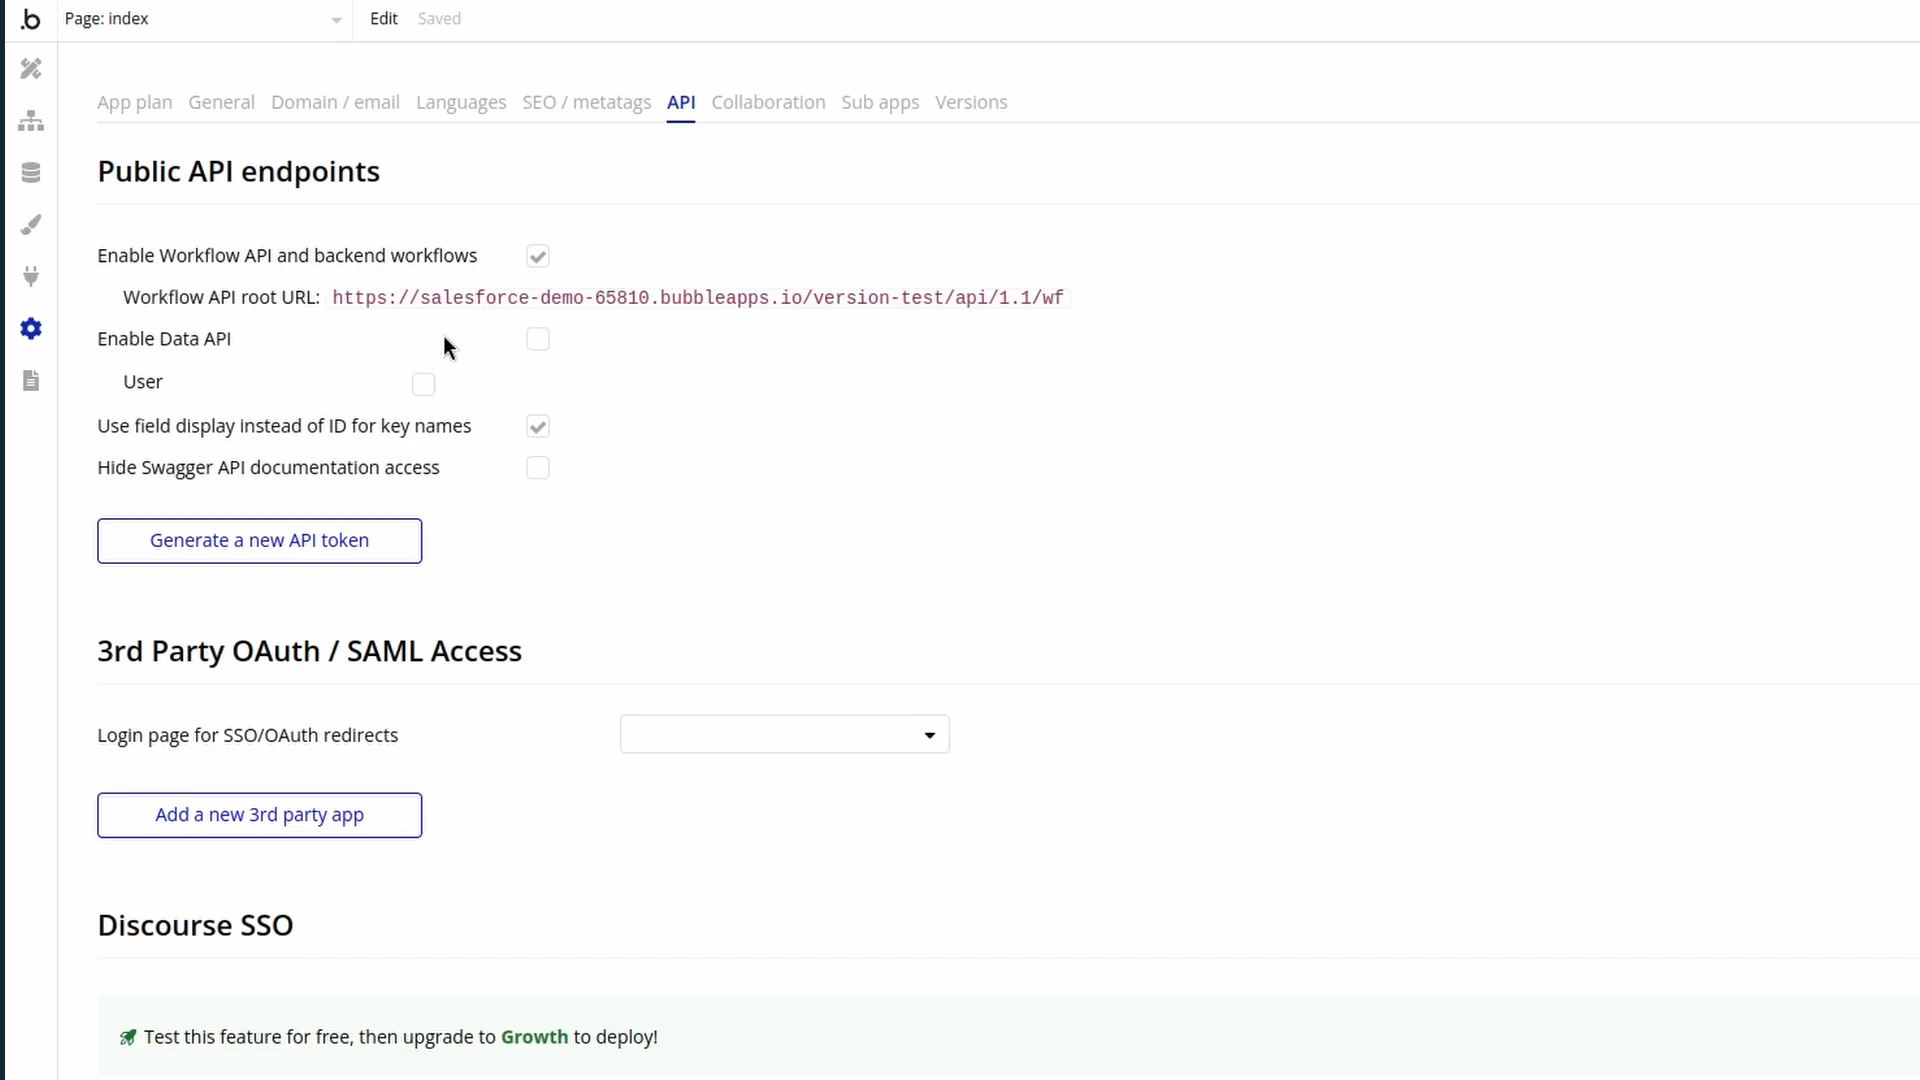 .b Page: index Edit Saved
App plan General Domain / email Languages SEO / metatags API Collaboration Sub apps Versions
Public API endpoints
Enable Workflow API and backend workflows
Workflow API root URL: https://salesforce-demo-65810.bubbleapps.io/version-test/api/1.1/wf
Enable Data API
User
Use field display instead of ID for key names
Hide Swagger API documentation access
Generate a new API token
3rd Party OAuth / SAML Access
Login page for SSO/OAuth redirects
Add a new 3rd party app
Discourse SSO
Test this feature for free, then upgrade to Growth to deploy!